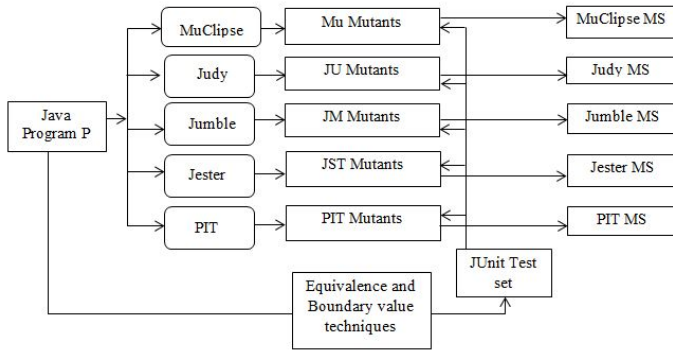 MuClipse
Mu Mutants
MuClipse MS
Judy
JU Mutants
Judy MS
Java
Program P
Jumble
JM Mutants
Jumble MS
Jester
JST Mutants
Jester MS
PIT
PIT Mutants
PIT MS
JUnit Test
set
Equivalence and
Boundary value
techniques